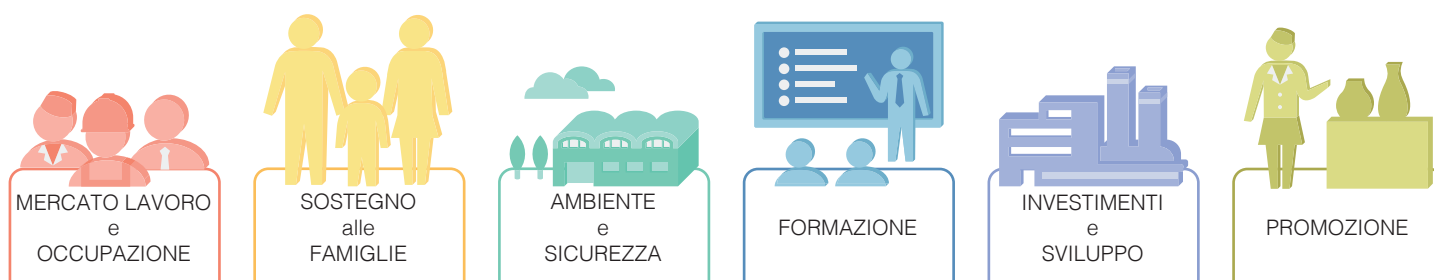 MERCATO LAVORO
e
OCCUPAZIONE
SOSTEGNO
alle
FAMIGLIE
AMBIENTE
e
SICUREZZA
FORMAZIONE
INVESTIMENTI
e
SVILUPPO
PROMOZIONE